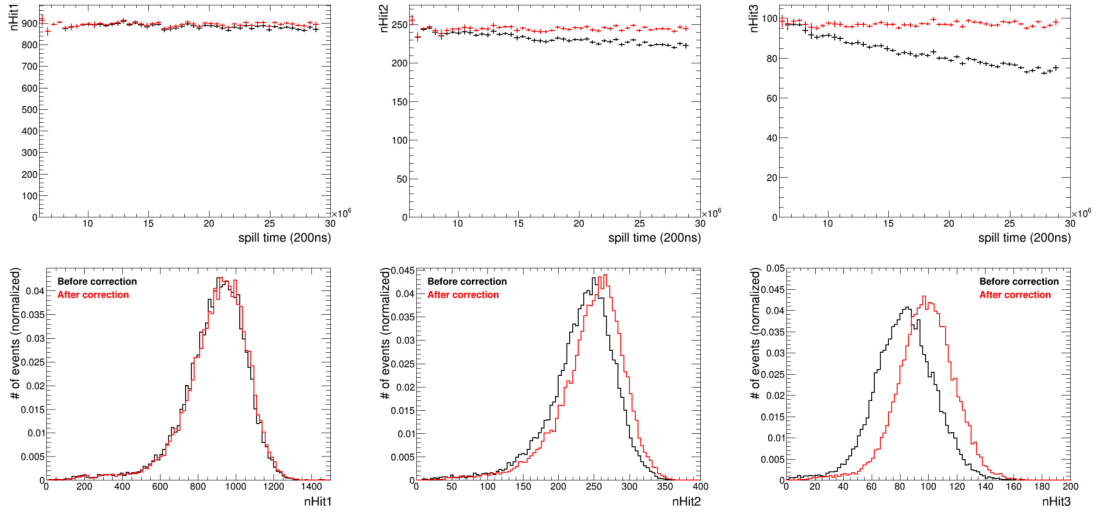 nHit1
900
800
700
600
500
400
300
200
100
0
10 15 20 25 30
×10⁶
spill time (200ns)
nHit2
250
200
150
100
50
0
10 15 20 25 30
×10⁶
spill time (200ns)
nHit3
100
80
60
40
20
0
10 15 20 25 30
×10⁶
spill time (200ns)
# of events (normalized)
Before correction
After correction
0.04
0.035
0.03
0.025
0.02
0.015
0.01
0.005
0
0 200 400 600 800 1000 1200 1400
nHit1
# of events (normalized)
Before correction
After correction
0.045
0.04
0.035
0.03
0.025
0.02
0.015
0.01
0.005
0
0 50 100 150 200 250 300 350 400
nHit2
# of events (normalized)
Before correction
After correction
0.05
0.045
0.04
0.035
0.03
0.025
0.02
0.015
0.01
0.005
0
0 20 40 60 80 100 120 140 160 180 200
nHit3